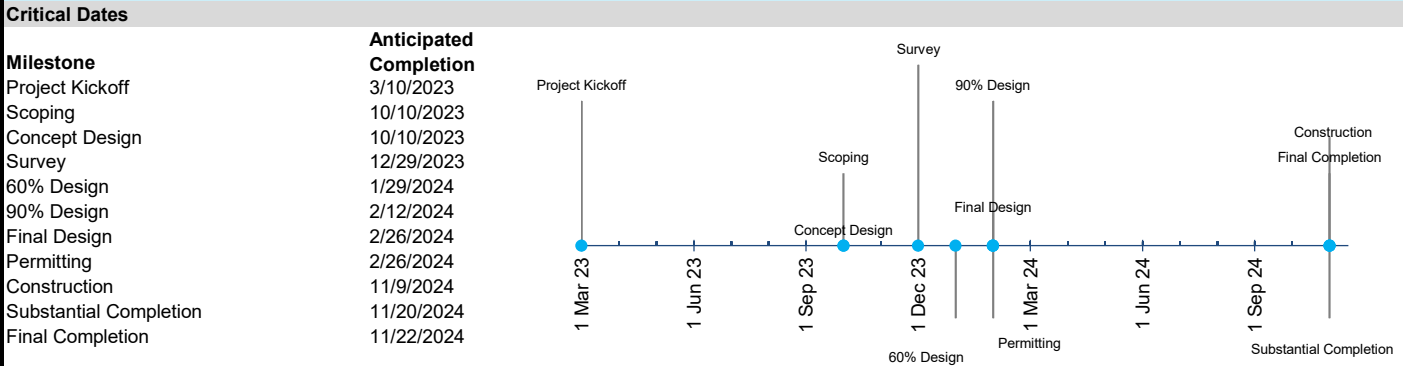 Critical Dates
Milestone Anticipated Completion
Project Kickoff 3/10/2023
Scoping 10/10/2023
Concept Design 10/10/2023
Survey 12/29/2023
60% Design 1/29/2024
90% Design 2/12/2024
Final Design 2/26/2024
Permitting 2/26/2024
Construction 11/9/2024
Substantial Completion 11/20/2024
Final Completion 11/22/2024
Survey
Project Kickoff
90% Design
Construction
Scoping
Final Completion
Final Design
Concept Design
1 Mar 23
1 Jun 23
1 Sep 23
1 Dec 23
1 Mar 24
1 Jun 24
1 Sep 24
Permitting
Substantial Completion
60% Design